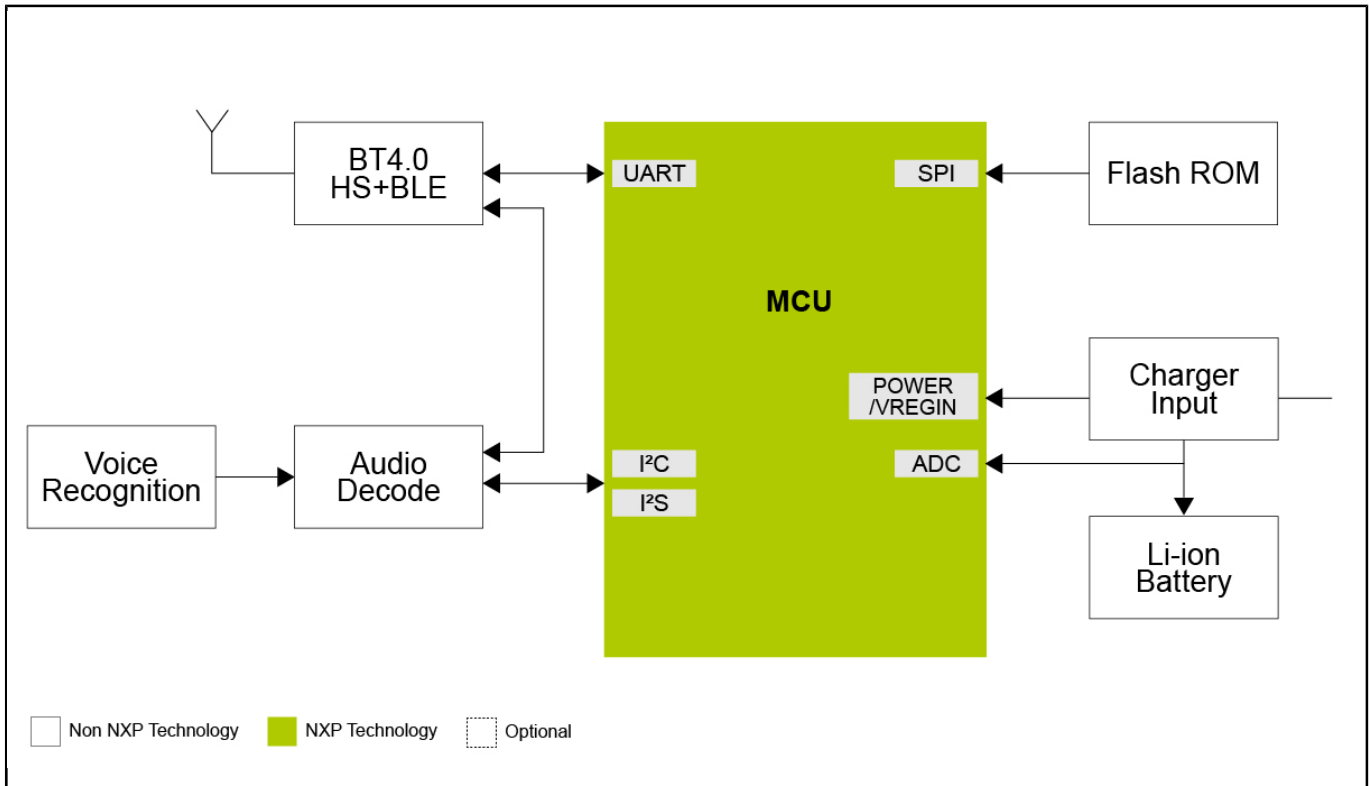 BT4.0
HS+BLE
UART
SPI
Flash ROM
MCU
POWER
/VREGIN
Charger
Input
Voice
Recognition
Audio
Decode
I²C
I²S
ADC
Li-ion
Battery
Non NXP Technology
NXP Technology
Optional